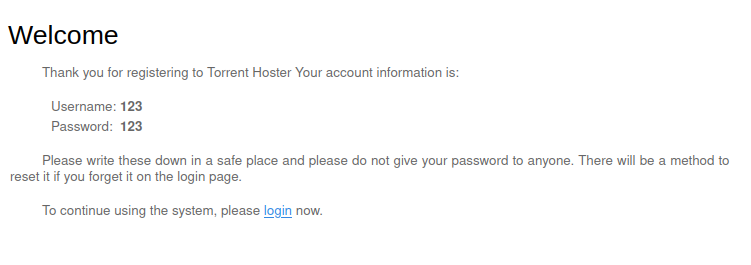 Welcome
Thank you for registering to Torrent Hoster Your account information is:
Username: 123
Password: 123
Please write these down in a safe place and please do not give your password to anyone. There will be a method to
reset it if you forget it on the login page.
To continue using the system, please login now.